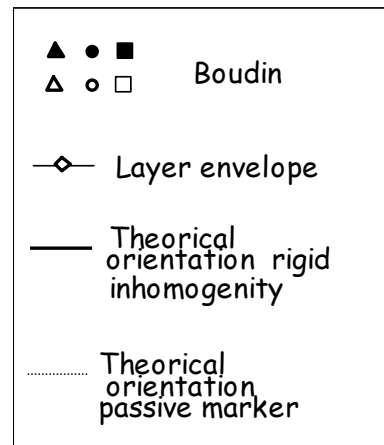 Boudin
Layer envelope
Theorical
orientation rigid
inhomogenity
Theorical
orientation
passive marker